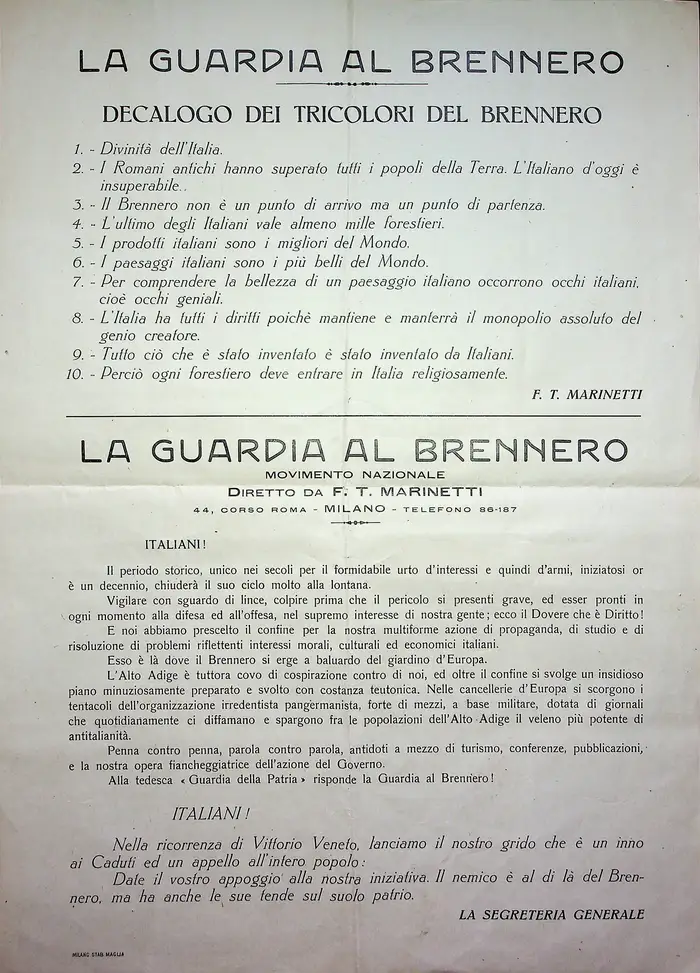 LA GUARDIA AL BRENNERO
DECALOGO DEI TRICOLORI DEL BRENNERO
1. - Divinità dell'Italia.
2. - I Romani antichi hanno superato tutti i popoli della Terra. L'Italiano d'oggi è
insuperabile.
3. - Il Brennero non è un punto di arrivo ma un punto di partenza.
4. - L'ultimo degli Italiani vale almeno mille forestieri.
5. - I prodotti italiani sono i migliori del Mondo.
6. - I paesaggi italiani sono i più belli del Mondo.
7. - Per comprendere la bellezza di un paesaggio italiano occorrono occhi italiani,
cioè occhi geniali.
8. - L'Italia ha tutti i diritti poichè mantiene e manterrà il monopolio assoluto del
genio creatore.
9. - Tutto ciò che è stato inventato è stato inventato da Italiani.
10. - Perciò ogni forestiero deve entrare in Italia religiosamente.
F. T. MARINETTI
LA GUARDIA AL BRENNERO
MOVIMENTO NAZIONALE
DIRETTO DA F. T. MARINETTI
44, CORSO ROMA - MILANO - TELEFONO 86-187
ITALIANI!
Il periodo storico, unico nei secoli per il formidabile urto d'interessi e quindi d'armi, iniziatosi or
è un decennio, chiuderà il suo ciclo molto alla lontana.
Vigilare con sguardo di lince, colpire prima che il pericolo si presenti grave, ed esser pronti in
ogni momento alla difesa ed all'offesa, nel supremo interesse di nostra gente; ecco il Dovere che è Diritto!
E noi abbiamo prescelto il confine per la nostra multiforme azione di propaganda, di studio e di
risoluzione di problemi riflettenti interessi morali, culturali ed economici italiani.
Esso è là dove il Brennero si erge a baluardo del giardino d'Europa.
L'Alto Adige è tuttora covo di cospirazione contro di noi, ed oltre il confine si svolge un insidioso
piano minuziosamente preparato e svolto con costanza teutonica. Nelle cancellerie d'Europa si scorgono i
tentacoli dell'organizzazione irredentista pangermanista, forte di mezzi, a base militare, dotata di giornali
che quotidianamente ci diffamano e spargono fra le popolazioni dell'Alto Adige il veleno più potente di
antitalianità.
Penna contro penna, parola contro parola, antidoti a mezzo di turismo, conferenze, pubblicazioni,
e la nostra opera fiancheggiatrice dell'azione del Governo.
Alla tedesca « Guardia della Patria » risponde la Guardia al Brennero!
ITALIANI!
Nella ricorrenza di Vittorio Veneto, lanciamo il nostro grido che è un inno
ai Caduti ed un appello all'intero popolo:
Date il vostro appoggio alla nostra iniziativa. Il nemico è al di là del Bren-
nero, ma ha anche le sue tende sul suolo patrio.
LA SEGRETERIA GENERALE
MILANO STAB. MAGLIA